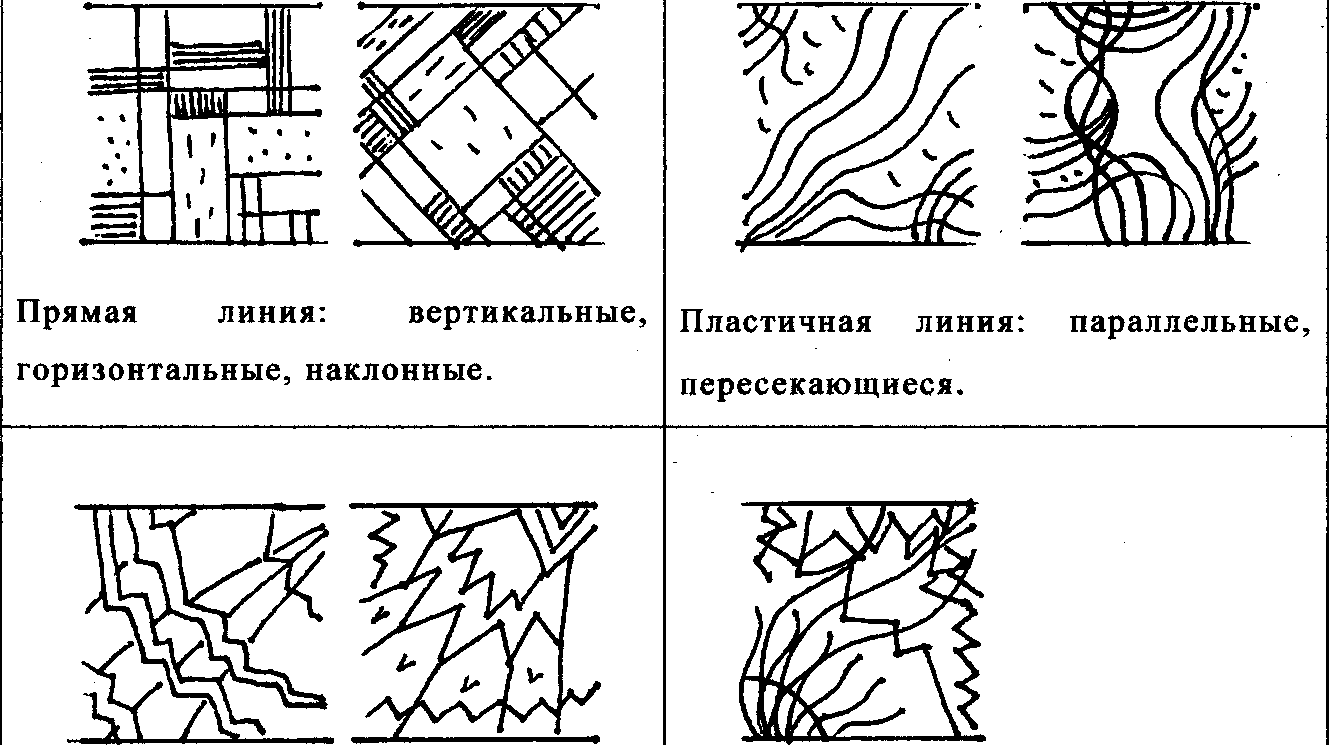 Прямая линия: вертикальные,
горизонтальные, наклонные.
Пластичная линия: параллельные,
пересекающиеся.